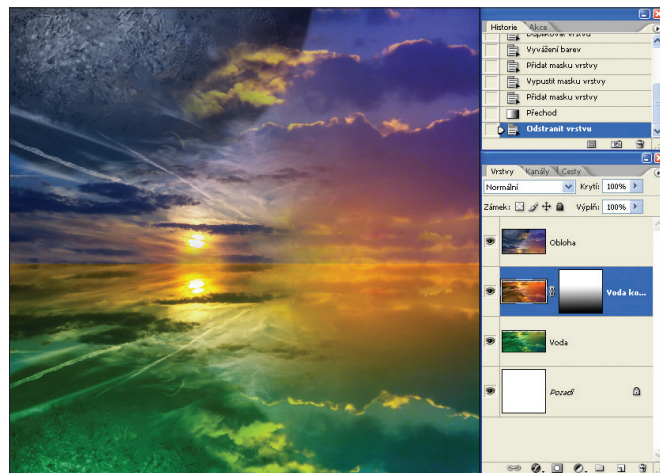 Historie Akce
Duplikovat vrstvu
Vyvážení barev
Přidat masku vrstvy
Vypustit masku vrstvy
Přidat masku vrstvy
Přechod
Odstranit vrstvu
Vrstvy Kanály Cesty
Normální Krytí: 100%
Zámek: Výplň: 100%
Obloha
Voda ko...
Voda
Pozadí